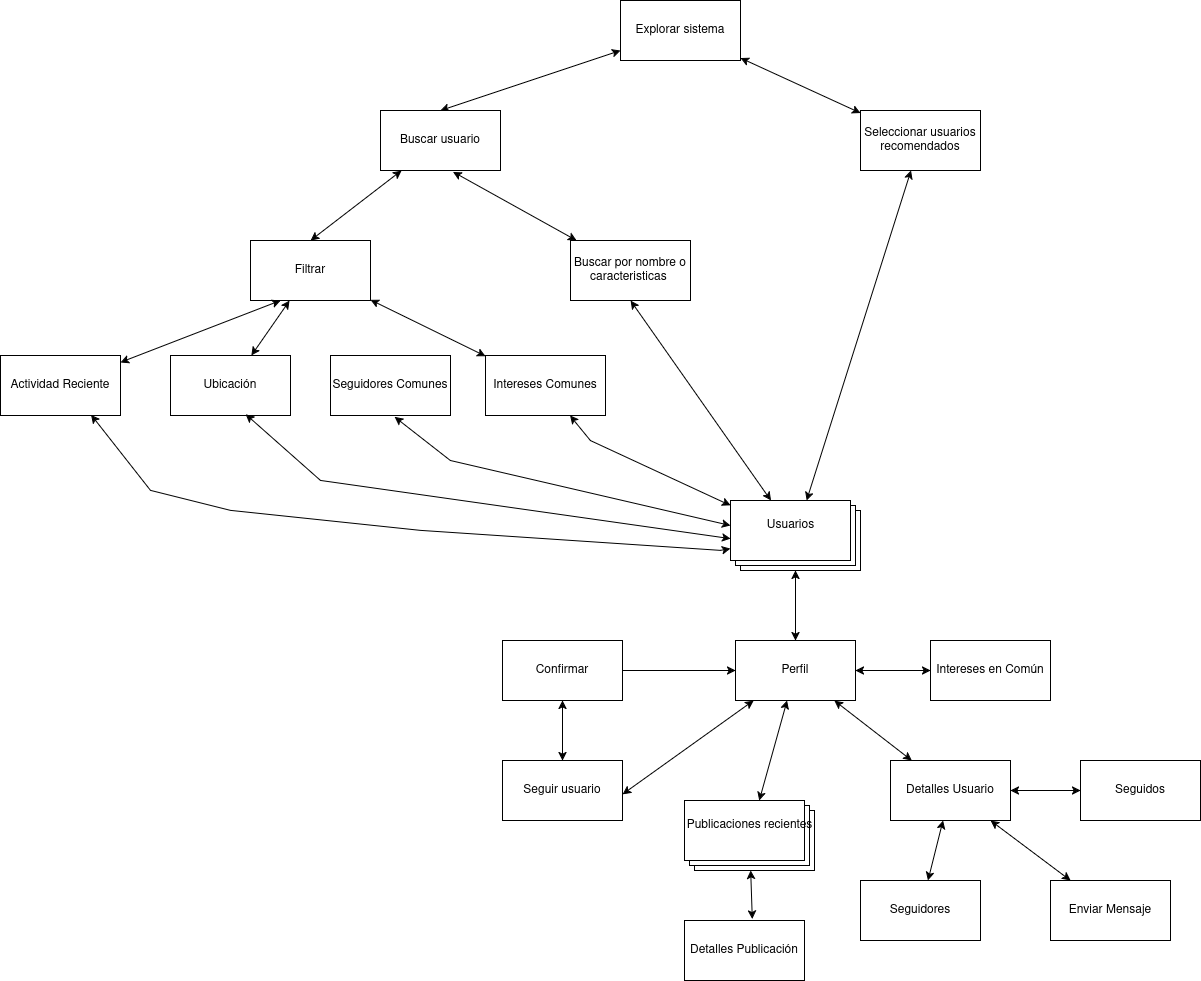 Explorar sistema
Buscar usuario
Seleccionar usuarios
recomendados
Filtrar
Buscar por nombre o
caracteristicas
Actividad Reciente
Ubicación
Seguidores Comunes
Intereses Comunes
Usuarios
Confirmar
Perfil
Intereses en Común
Seguir usuario
Publicaciones recientes
Detalles Usuario
Seguidos
Seguidores
Enviar Mensaje
Detalles Publicación